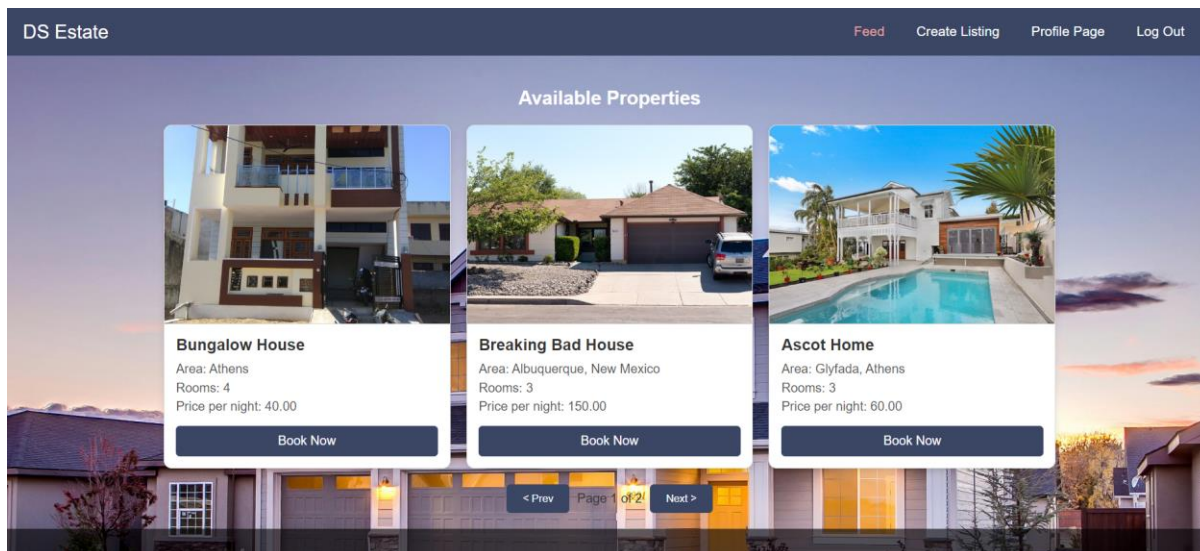 DS Estate
Feed
Create Listing
Profile Page
Log Out
Available Properties
Bungalow House
Area: Athens
Rooms: 4
Price per night: 40.00
Book Now
Breaking Bad House
Area: Albuquerque, New Mexico
Rooms: 3
Price per night: 150.00
Book Now
Ascot Home
Area: Glyfada, Athens
Rooms: 3
Price per night: 60.00
Book Now
< Prev
Page 1 of 2
Next >